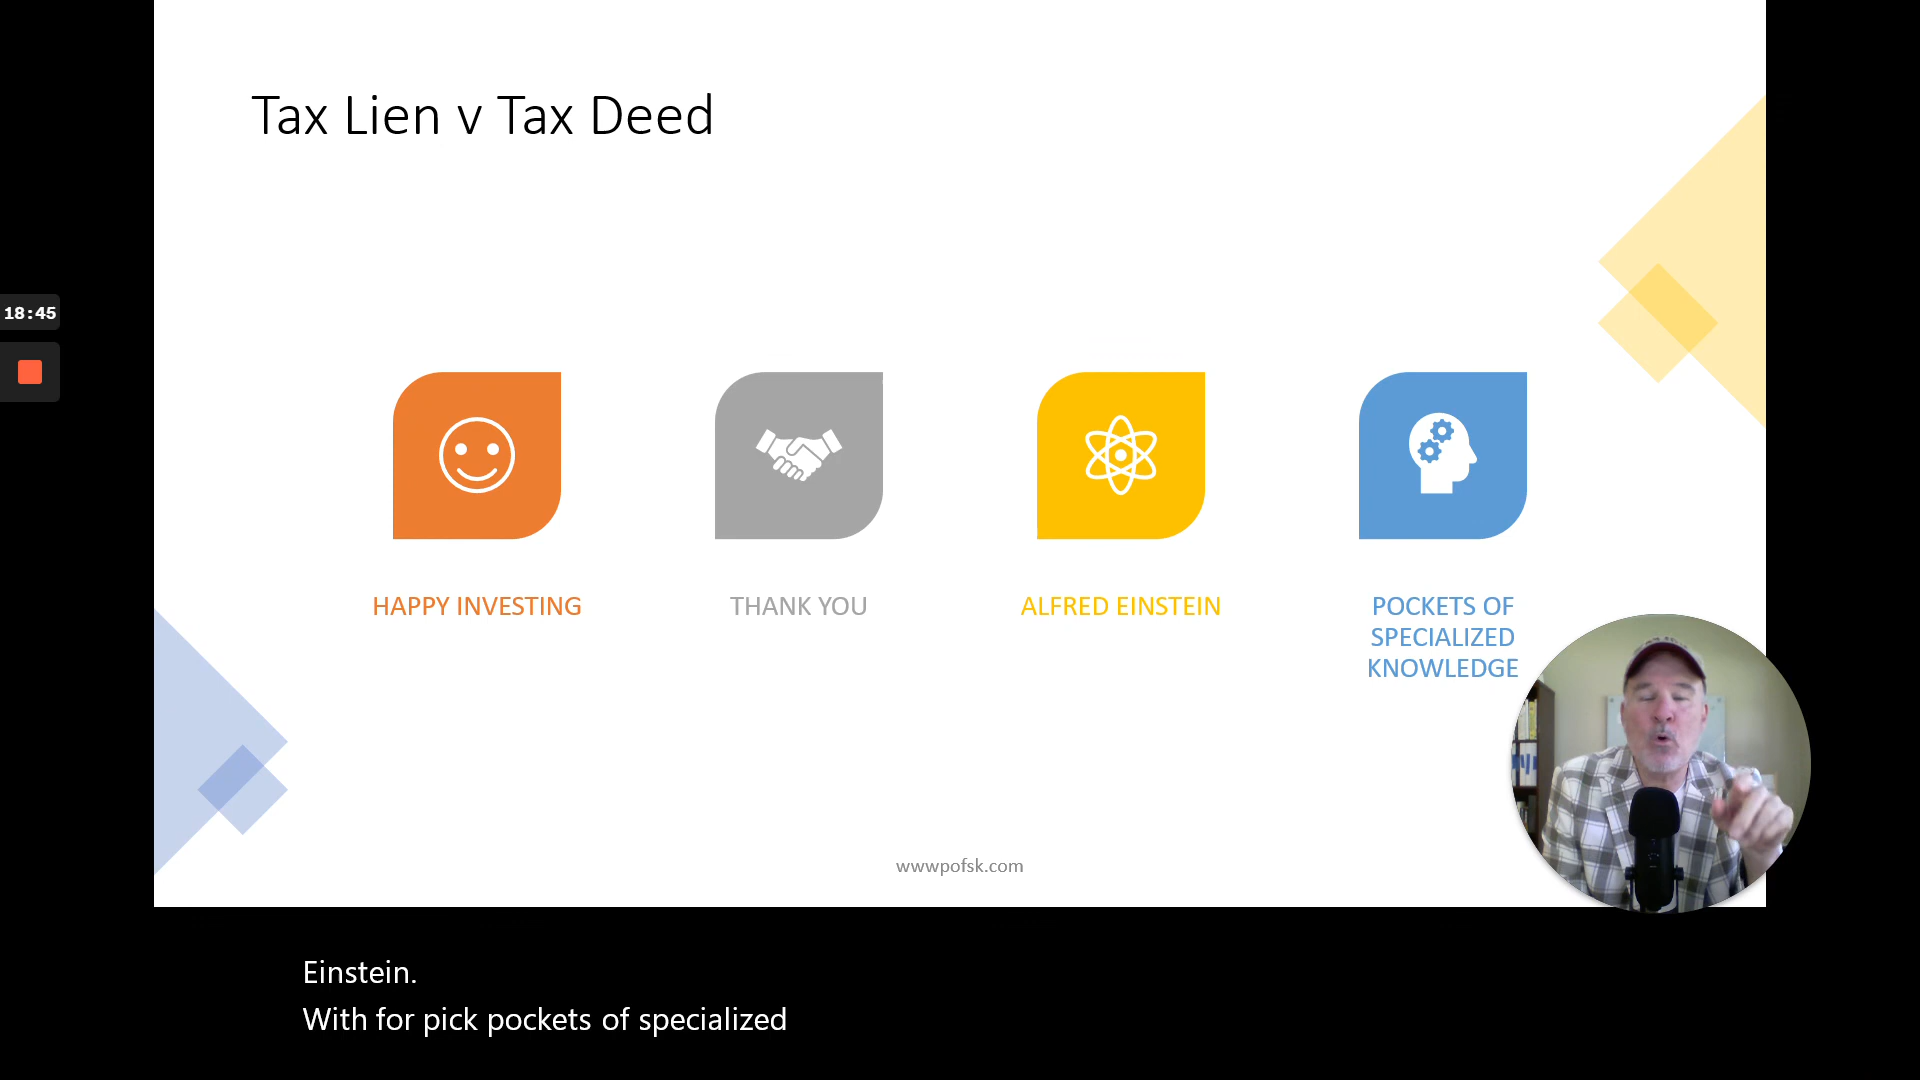 Tax Lien v Tax Deed
18:45
HAPPY INVESTING
THANK YOU
ALFRED EINSTEIN
POCKETS OF
SPECIALIZED
KNOWLEDGE
wwwpofsk.com
Einstein.
With for pick pockets of specialized